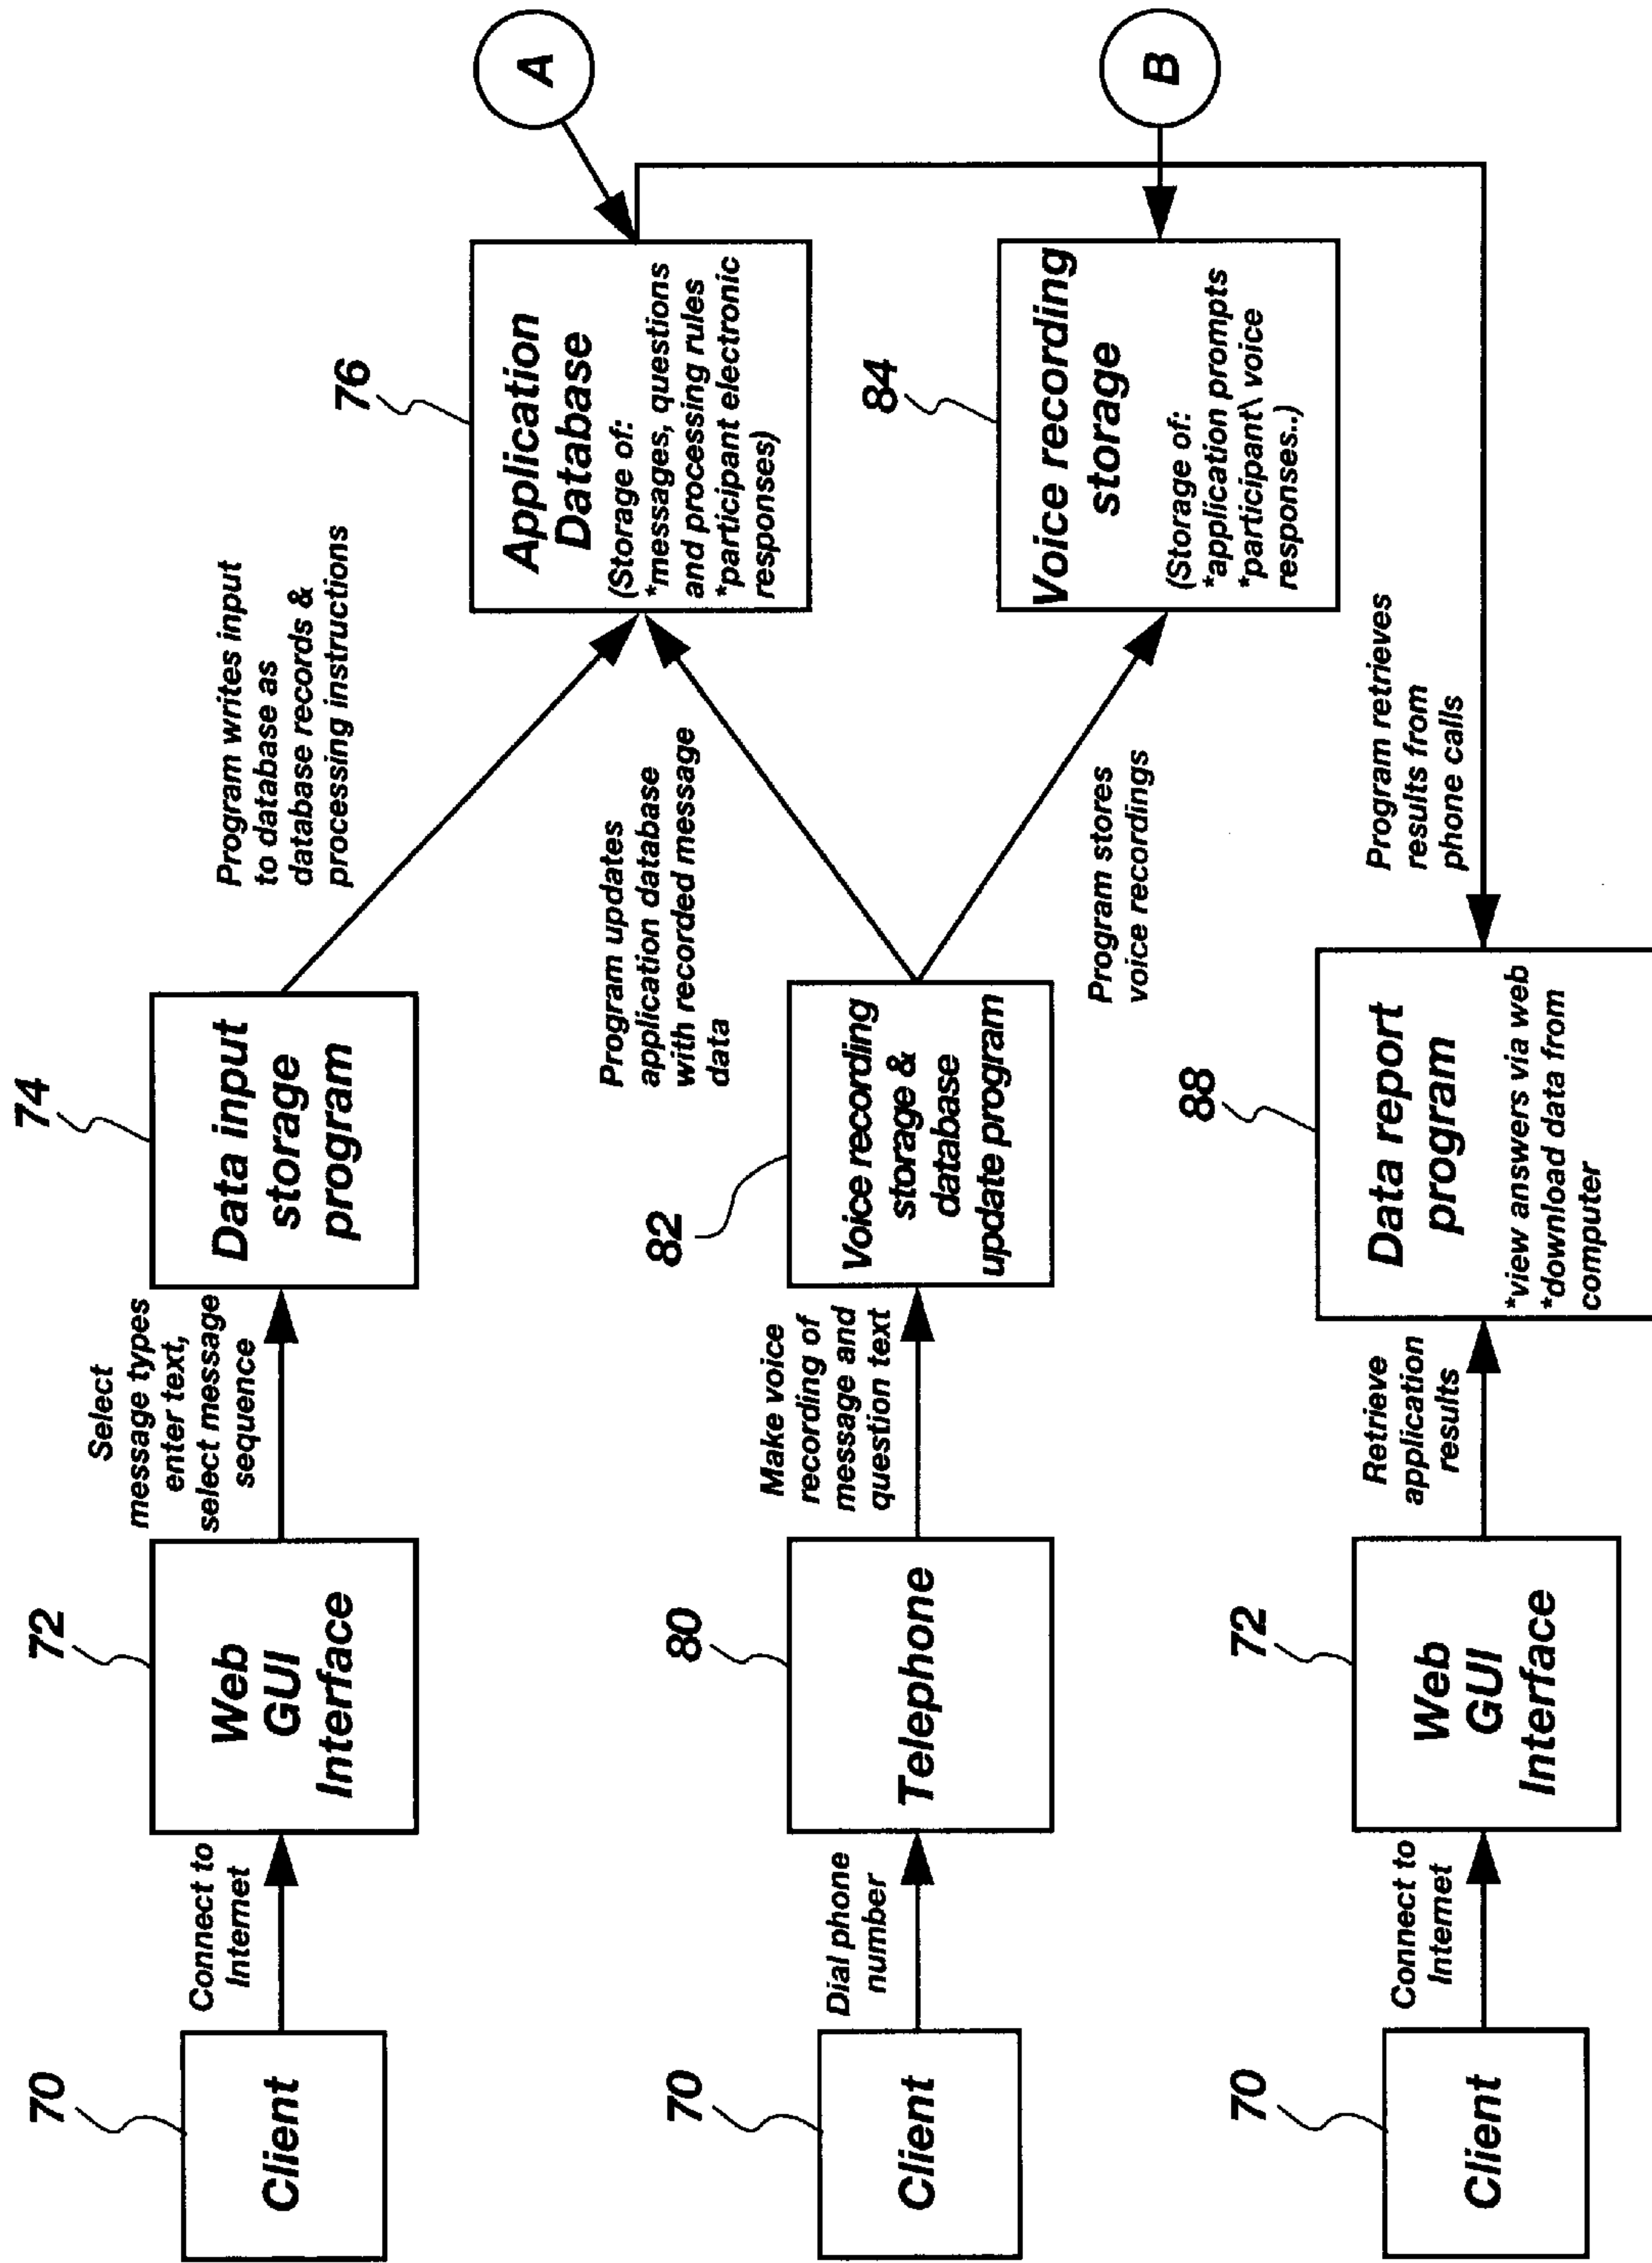 70
Client
Connect to
Internet
72
Web
GUI
Interface
Select
message types
enter text,
select message
sequence
74
Data input
storage
program
Program writes input
to database as
database records &
processing instructions
76
Application
Database
(Storage of:
*messages, questions
and processing rules
*participant electronic
responses)
A
70
Client
Dial phone
number
80
Telephone
Make voice
recording of
message and
question text
82
Voice recording
storage &
database
update program
Program updates
application database
with recorded message
data
Program stores
voice recordings
84
Voice recording
storage
(Storage of:
*application prompts
*participant\ voice
responses..)
B
70
Client
Connect to
Internet
72
Web
GUI
Interface
Retrieve
application
results
88
Data report
program
*view answers via web
*download data from
computer
Program retrieves
results from
phone calls